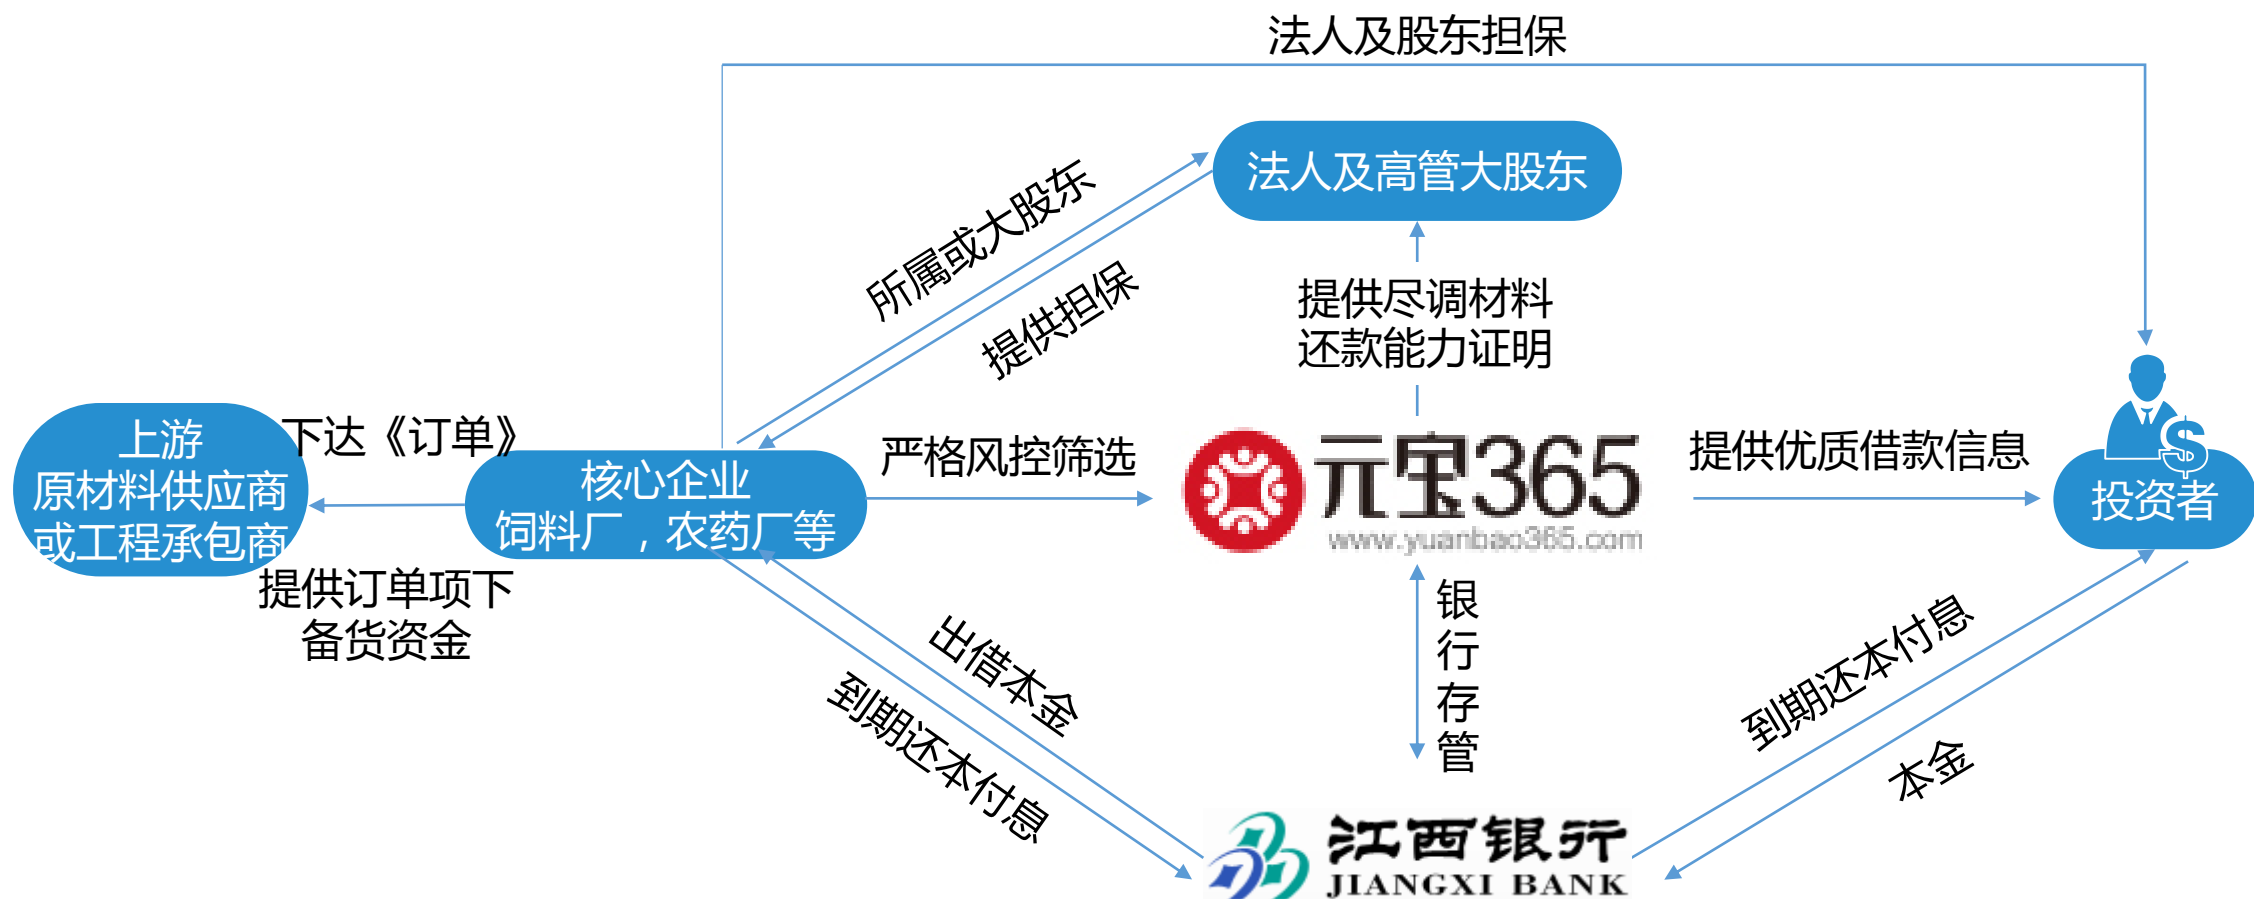 法人及股东担保
法人及高管大股东
所属或大股东
提供担保
提供尽调材料
还款能力证明
上游
原材料供应商
或工程承包商
下达《订单》
核心企业
饲料厂，农药厂等
严格风控筛选
元宝365
www.yuanbao365.com
提供优质借款信息
$
投资者
提供订单项下
备货资金
出借本金
到期还本付息
银
行
存
管
到期还本付息
本金
江西银行
JIANGXI BANK